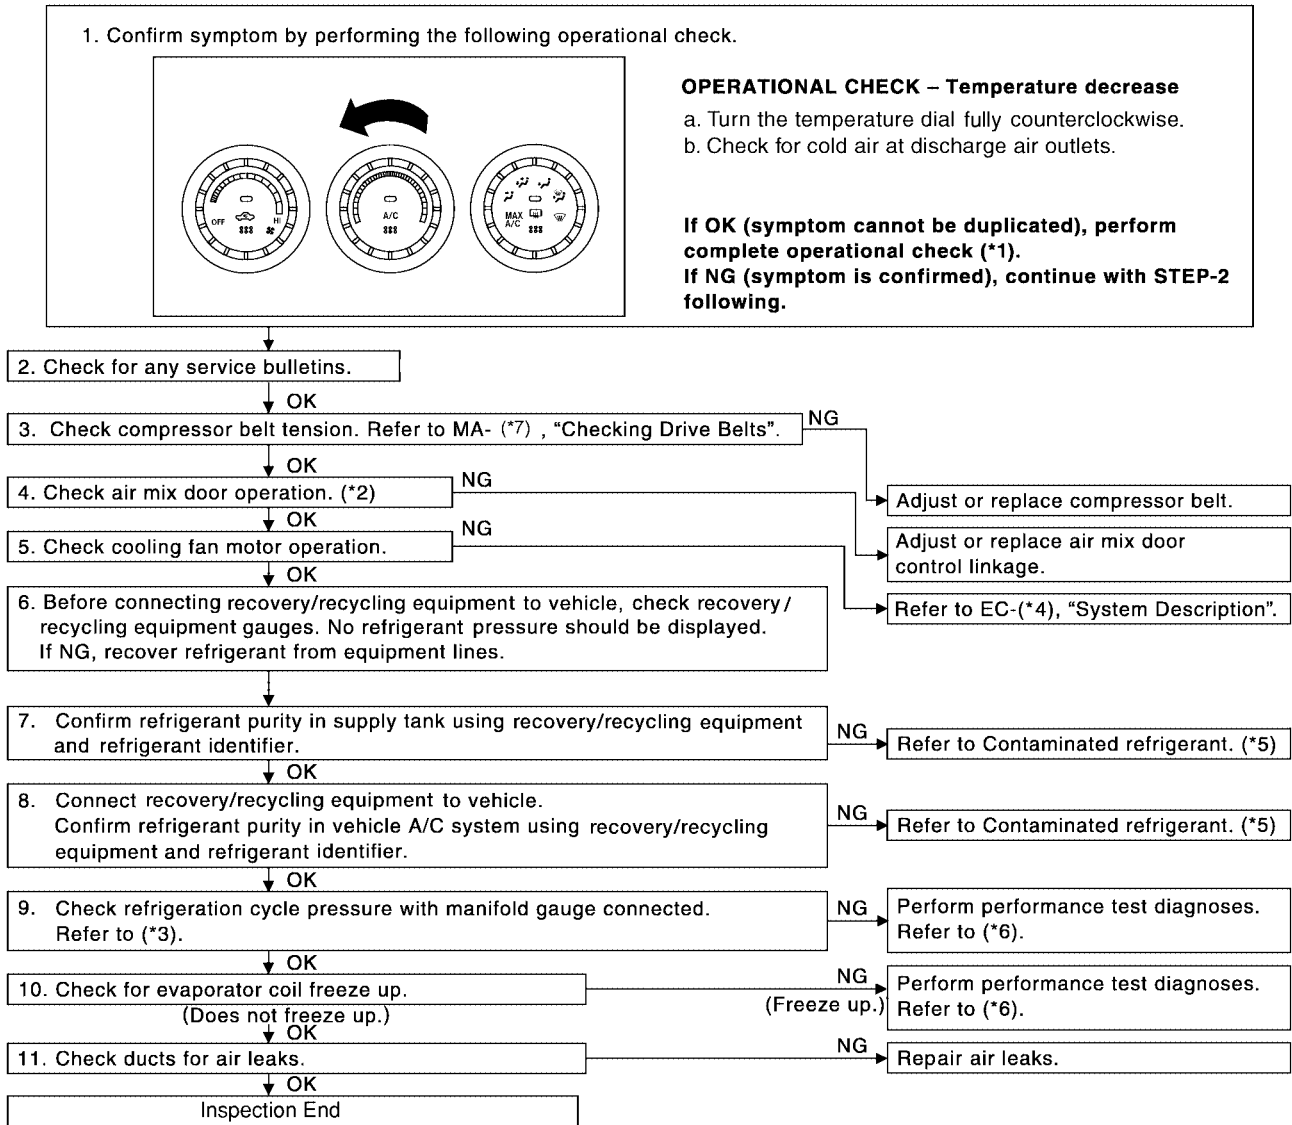 1. Confirm symptom by performing the following operational check.
OFF
HI
A/C
MAX
A/C
OPERATIONAL CHECK – Temperature decrease
a. Turn the temperature dial fully counterclockwise.
b. Check for cold air at discharge air outlets.
If OK (symptom cannot be duplicated), perform
complete operational check (*1).
If NG (symptom is confirmed), continue with STEP-2
following.
2. Check for any service bulletins.
OK
3. Check compressor belt tension. Refer to MA- (*7) , “Checking Drive Belts”.
NG
Adjust or replace compressor belt.
OK
4. Check air mix door operation. (*2)
NG
Adjust or replace air mix door
control linkage.
OK
5. Check cooling fan motor operation.
NG
Refer to EC-(*4), “System Description”.
OK
6. Before connecting recovery/recycling equipment to vehicle, check recovery/
recycling equipment gauges. No refrigerant pressure should be displayed.
If NG, recover refrigerant from equipment lines.
7. Confirm refrigerant purity in supply tank using recovery/recycling equipment
and refrigerant identifier.
NG
Refer to Contaminated refrigerant. (*5)
OK
8. Connect recovery/recycling equipment to vehicle.
Confirm refrigerant purity in vehicle A/C system using recovery/recycling
equipment and refrigerant identifier.
NG
Refer to Contaminated refrigerant. (*5)
OK
9. Check refrigeration cycle pressure with manifold gauge connected.
Refer to (*3).
NG
Perform performance test diagnoses.
Refer to (*6).
OK
10. Check for evaporator coil freeze up.
(Does not freeze up.)
NG
(Freeze up.)
Perform performance test diagnoses.
Refer to (*6).
OK
11. Check ducts for air leaks.
NG
Repair air leaks.
OK
Inspection End